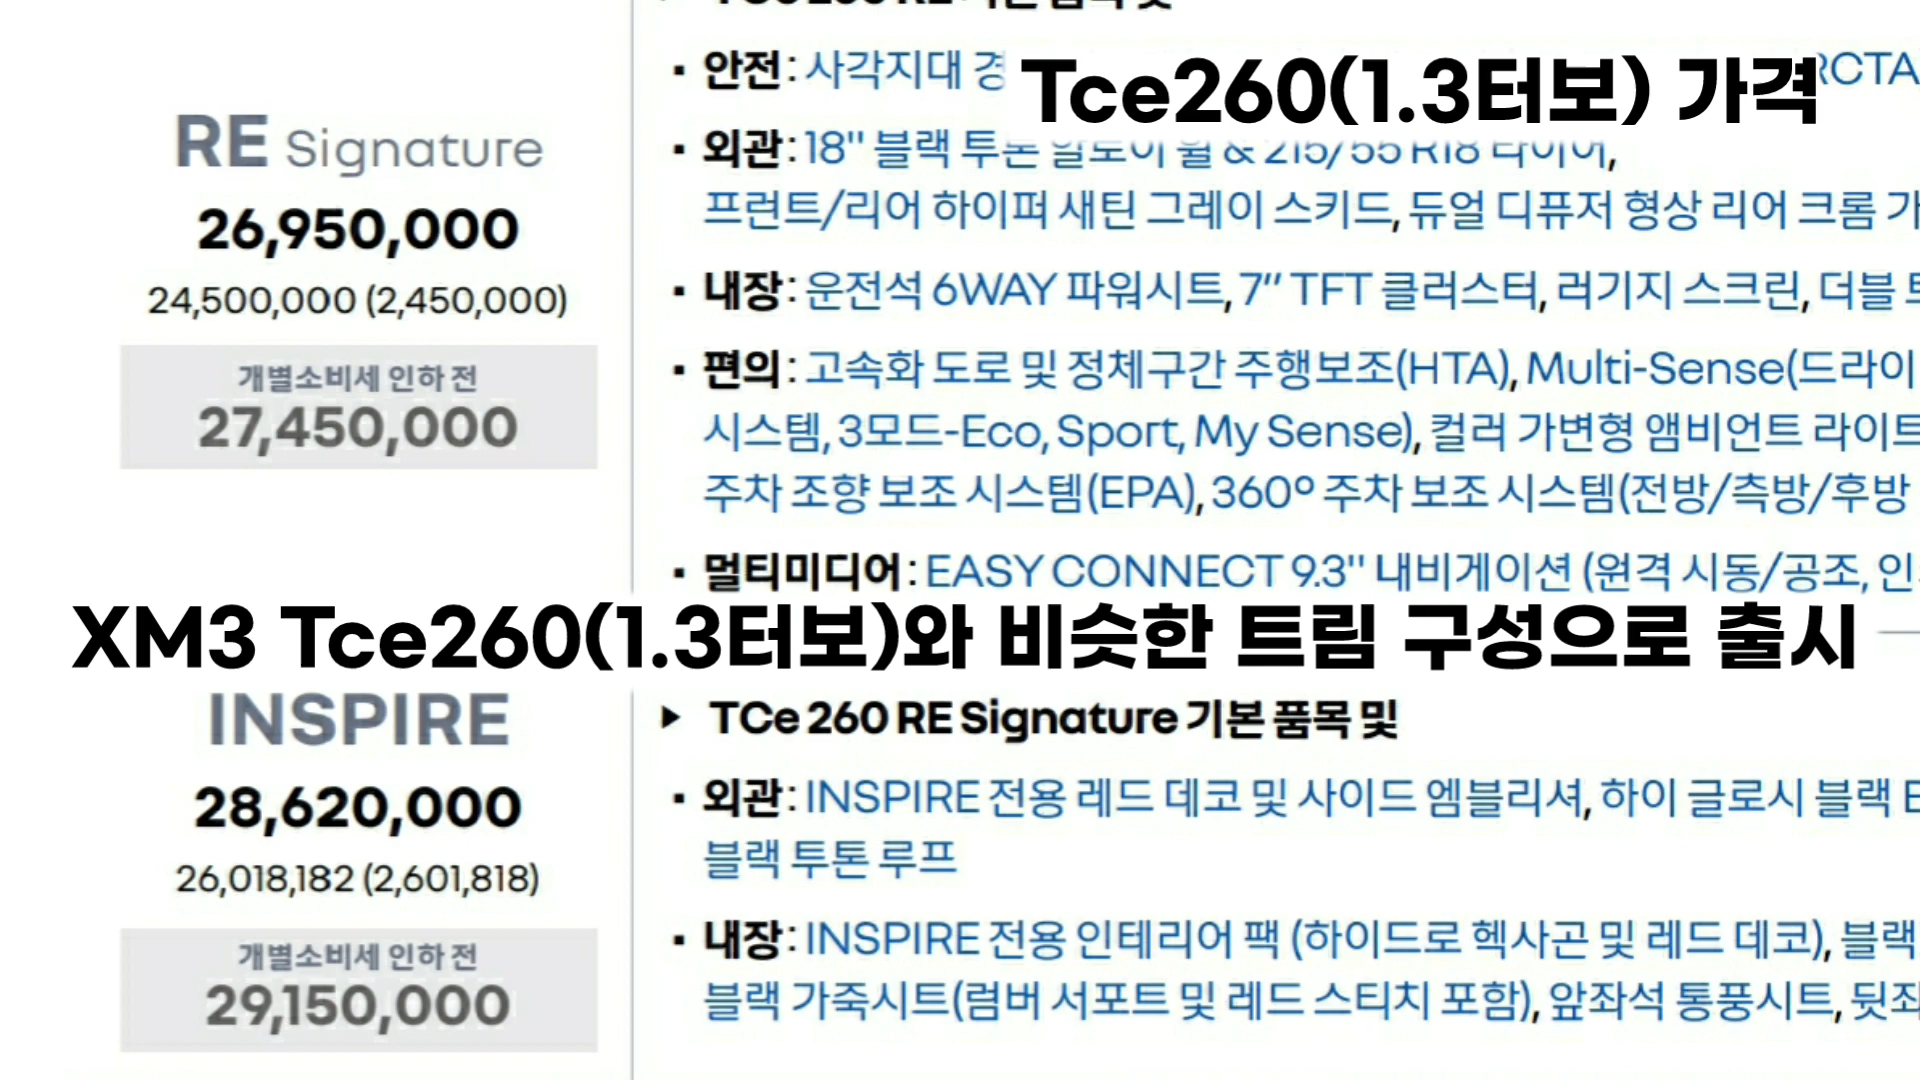 Tce260(1.3터보) 가격
RE Signature
26,950,000
24,500,000 (2,450,000)
개별소비세 인하 전
27,450,000
▪ 안전 : 사각지대
▪ 외관 : 18" 블랙 투톤 알로이 휠 & 215/55 R18 타이어,
프런트/리어 하이퍼 새틴 그레이 스키드, 듀얼 디퓨저 형상 리어 크롬
▪ 내장 : 운전석 6WAY 파워시트, 7" TFT 클러스터, 러기지 스크린, 더블
▪ 편의 : 고속화 도로 및 정체구간 주행보조(HTA), Multi-Sense(드라이
시스템, 3모드-Eco, Sport, My Sense), 컬러 가변형 앰비언트 라이트
주차 조향 보조 시스템(EPA), 360° 주차 보조 시스템(전방/측방/후방
▪ 멀티미디어 : EASY CONNECT 9.3" 내비게이션 (원격 시동/공조,
XM3 Tce260(1.3터보)와 비슷한 트림 구성으로 출시
INSPIRE
28,620,000
26,018,182 (2,601,818)
개별소비세 인하 전
29,150,000
▶ TCe 260 RE Signature 기본 품목 및
▪ 외관 : INSPIRE 전용 레드 데코 및 사이드 엠블리셔, 하이 글로시 블랙
블랙 투톤 루프
▪ 내장 : INSPIRE 전용 인테리어 팩 (하이드로 헥사곤 및 레드 데코), 블랙
블랙 가죽시트(렴버 서포트 및 레드 스티치 포함), 앞좌석 통풍시트,